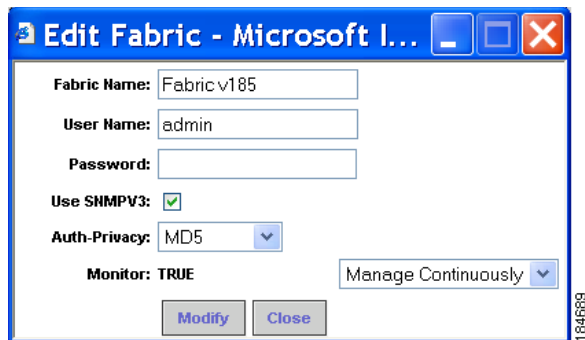 Edit Fabric - Microsoft I...
Fabric Name: Fabric v185
User Name: admin
Password:
Use SNMPV3:
Auth-Privacy: MD5
Monitor: TRUE Manage Continuously
Modify Close
184689